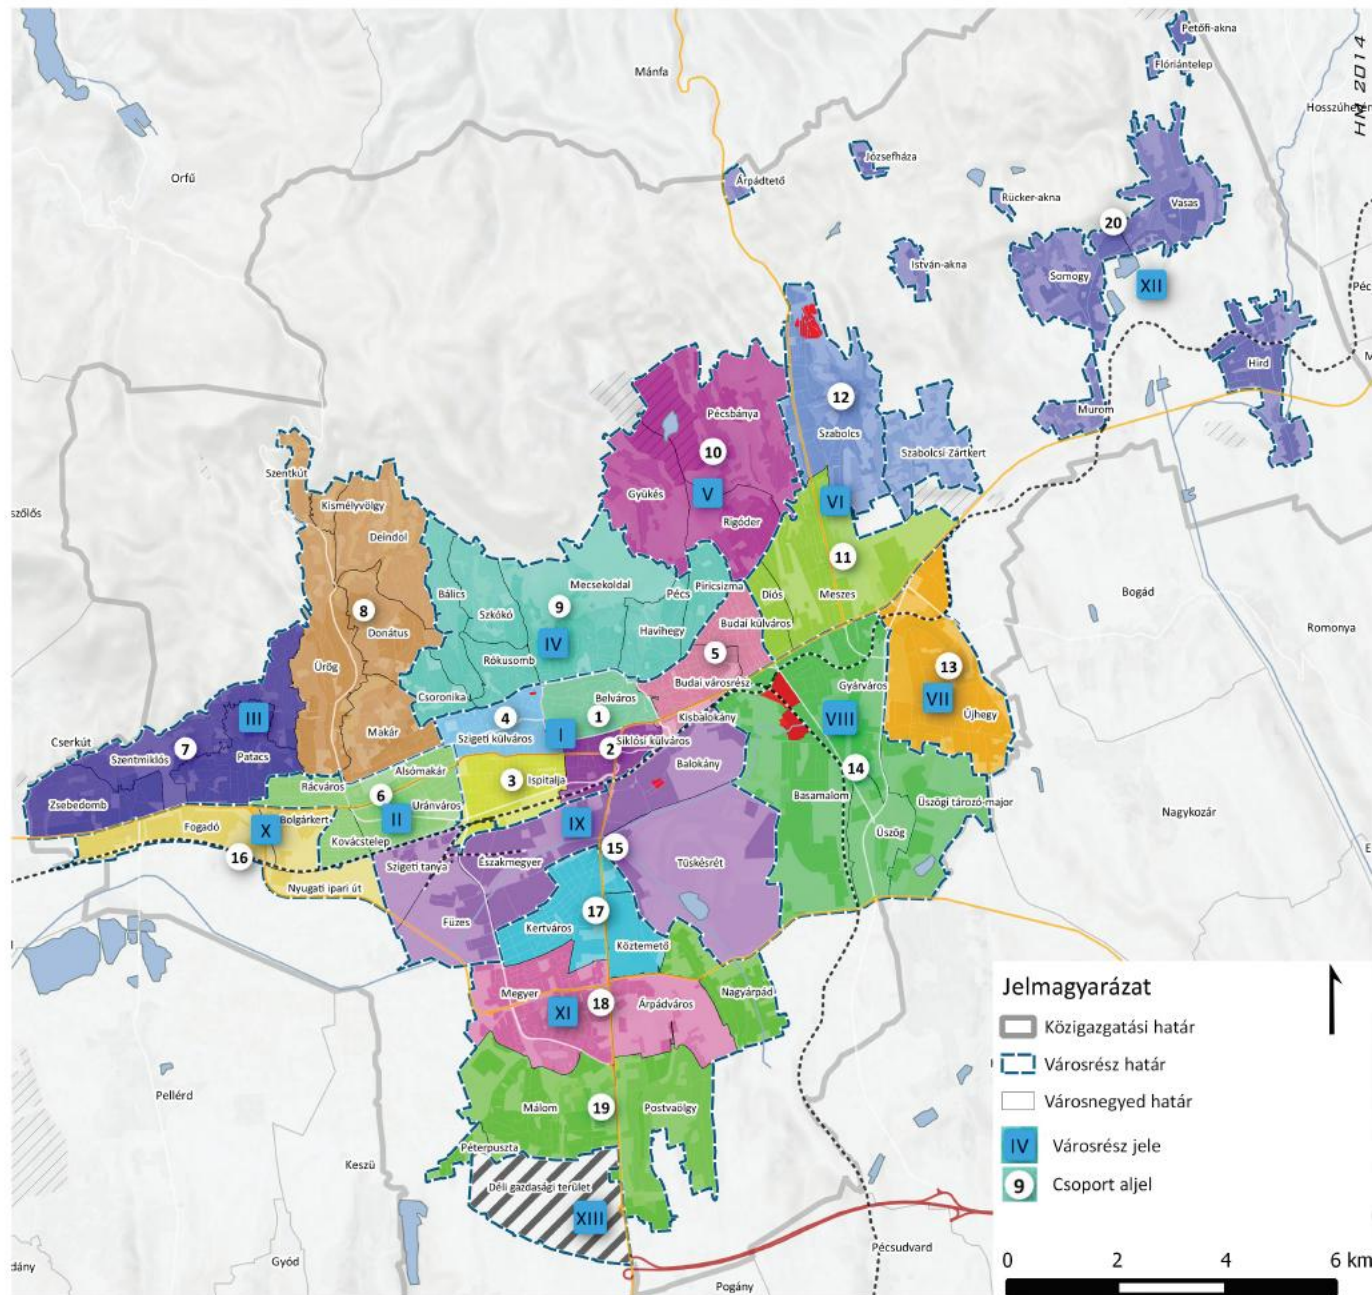 Petőfi-akna
Flóriántelep
HM 2014
Mánfa
Józsefháza
Árpádtető
Orfű
Rücker-akna
Vasas
20
István-akna
Somogy
XII
Hird
Murom
12
Szabolcs
Szabolcsi Zártkert
Pécsbánya
10
Gyükés
V
VI
Rigóder
Szentkút
Kismélyvölgy
Deindol
11
Mecsekoldal
Pécs
Piricsizma
Diós
Meszes
Bálics
Szkókó
9
Bogád
8
Donátus
Havihegy
Budai külváros
Romonya
IV
Rókusomb
5
Ürög
Budai városrész
Gyárváros
13
VII
Újhegy
Csoronika
Belváros
4
1
Kisbalokány
VIII
III
Makár
Szigeti külváros
I
Siklósi külváros
2
Cserkút
7
Szentmiklós
Patacs
Alsómakár
3
Ispitalja
Balokány
14
Rácváros
6
Uránváros
Basamalom
Üszögi tározó-major
Zsebedomb
Fogadó
X
Bolgárkert
II
IX
Üszög
Nagykozár
Kovácstelep
16
15
Szigeti tanya
Északmegyer
Tüskésrét
Nyugati ipari út
Füzes
17
Kertváros
Köztemető
Megyer
XI
18
Árpádváros
Nagyárpád
Jelmagyarázat
Közigazgatási határ
Városrész határ
Pellérd
Városnegyed határ
Málom
19
Postvaölgy
Péterpuszta
IV Városrész jele
Keszü
Déli gazdasági terület
9 Csoport aljel
XIII
Pécsudvard
Gyód
0 2 4 6 km
Pogány